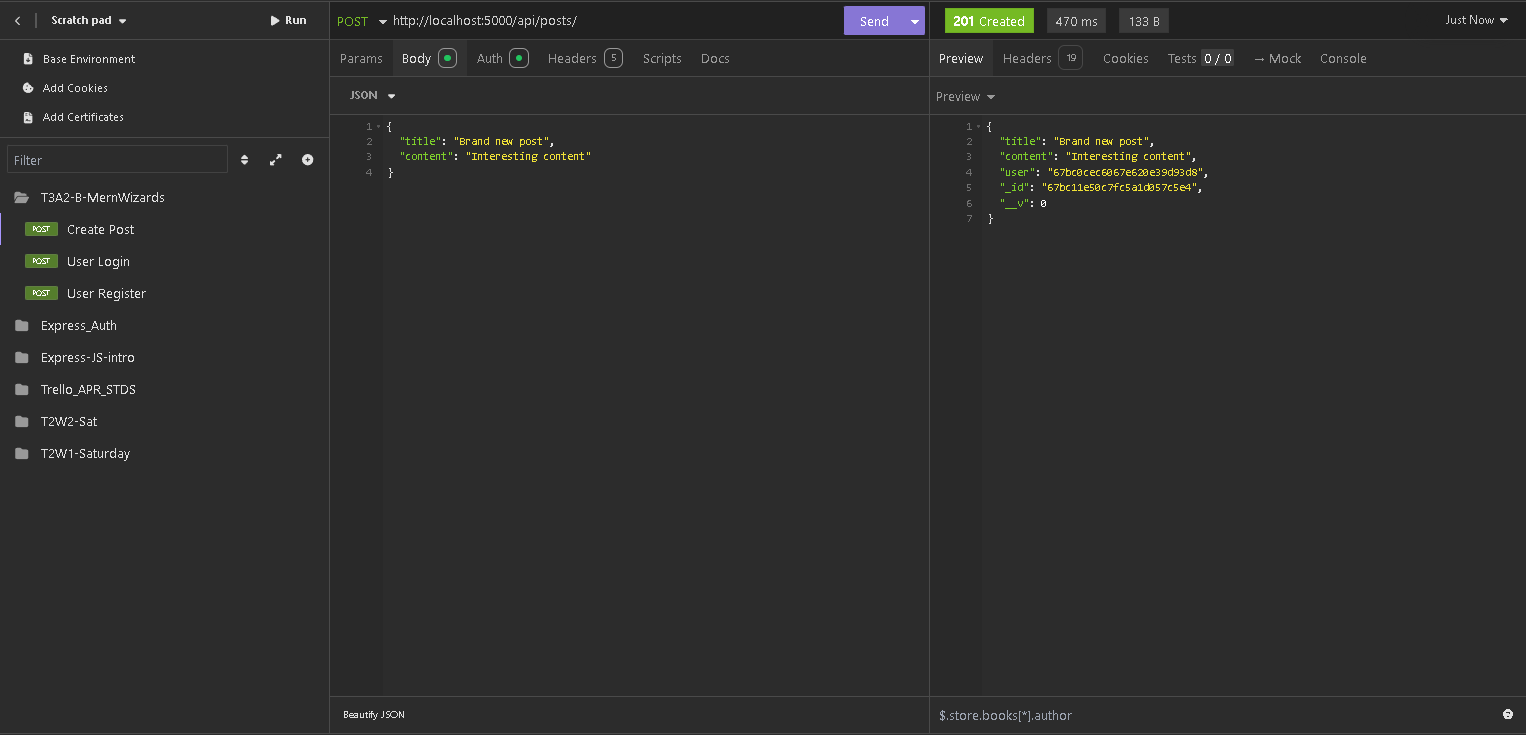 Scratch pad
Run
Base Environment
Add Cookies
Add Certificates
Filter
T3A2-B-MernWizards
POST Create Post
POST User Login
POST User Register
Express_Auth
Express-JS-intro
Trello_APR_STDS
T2W2-Sat
T2W1-Saturday
POST http://localhost:5000/api/posts/ Send
Params Body Auth Headers 5 Scripts Docs
JSON
1 {
2 "title": "Brand new post",
3 "content": "Interesting content"
4 }
Beautify JSON
201 Created 470 ms 133 B Just Now
Preview Headers 19 Cookies Tests 0 / 0 → Mock Console
Preview
1 {
2 "title": "Brand new post",
3 "content": "Interesting content",
4 "user": "67bc0cec6067e620e39d93d8",
5 "_id": "67bc11e50c7fc5a1d057c5e4",
6 "__v": 0
7 }
$.store.books[*].author